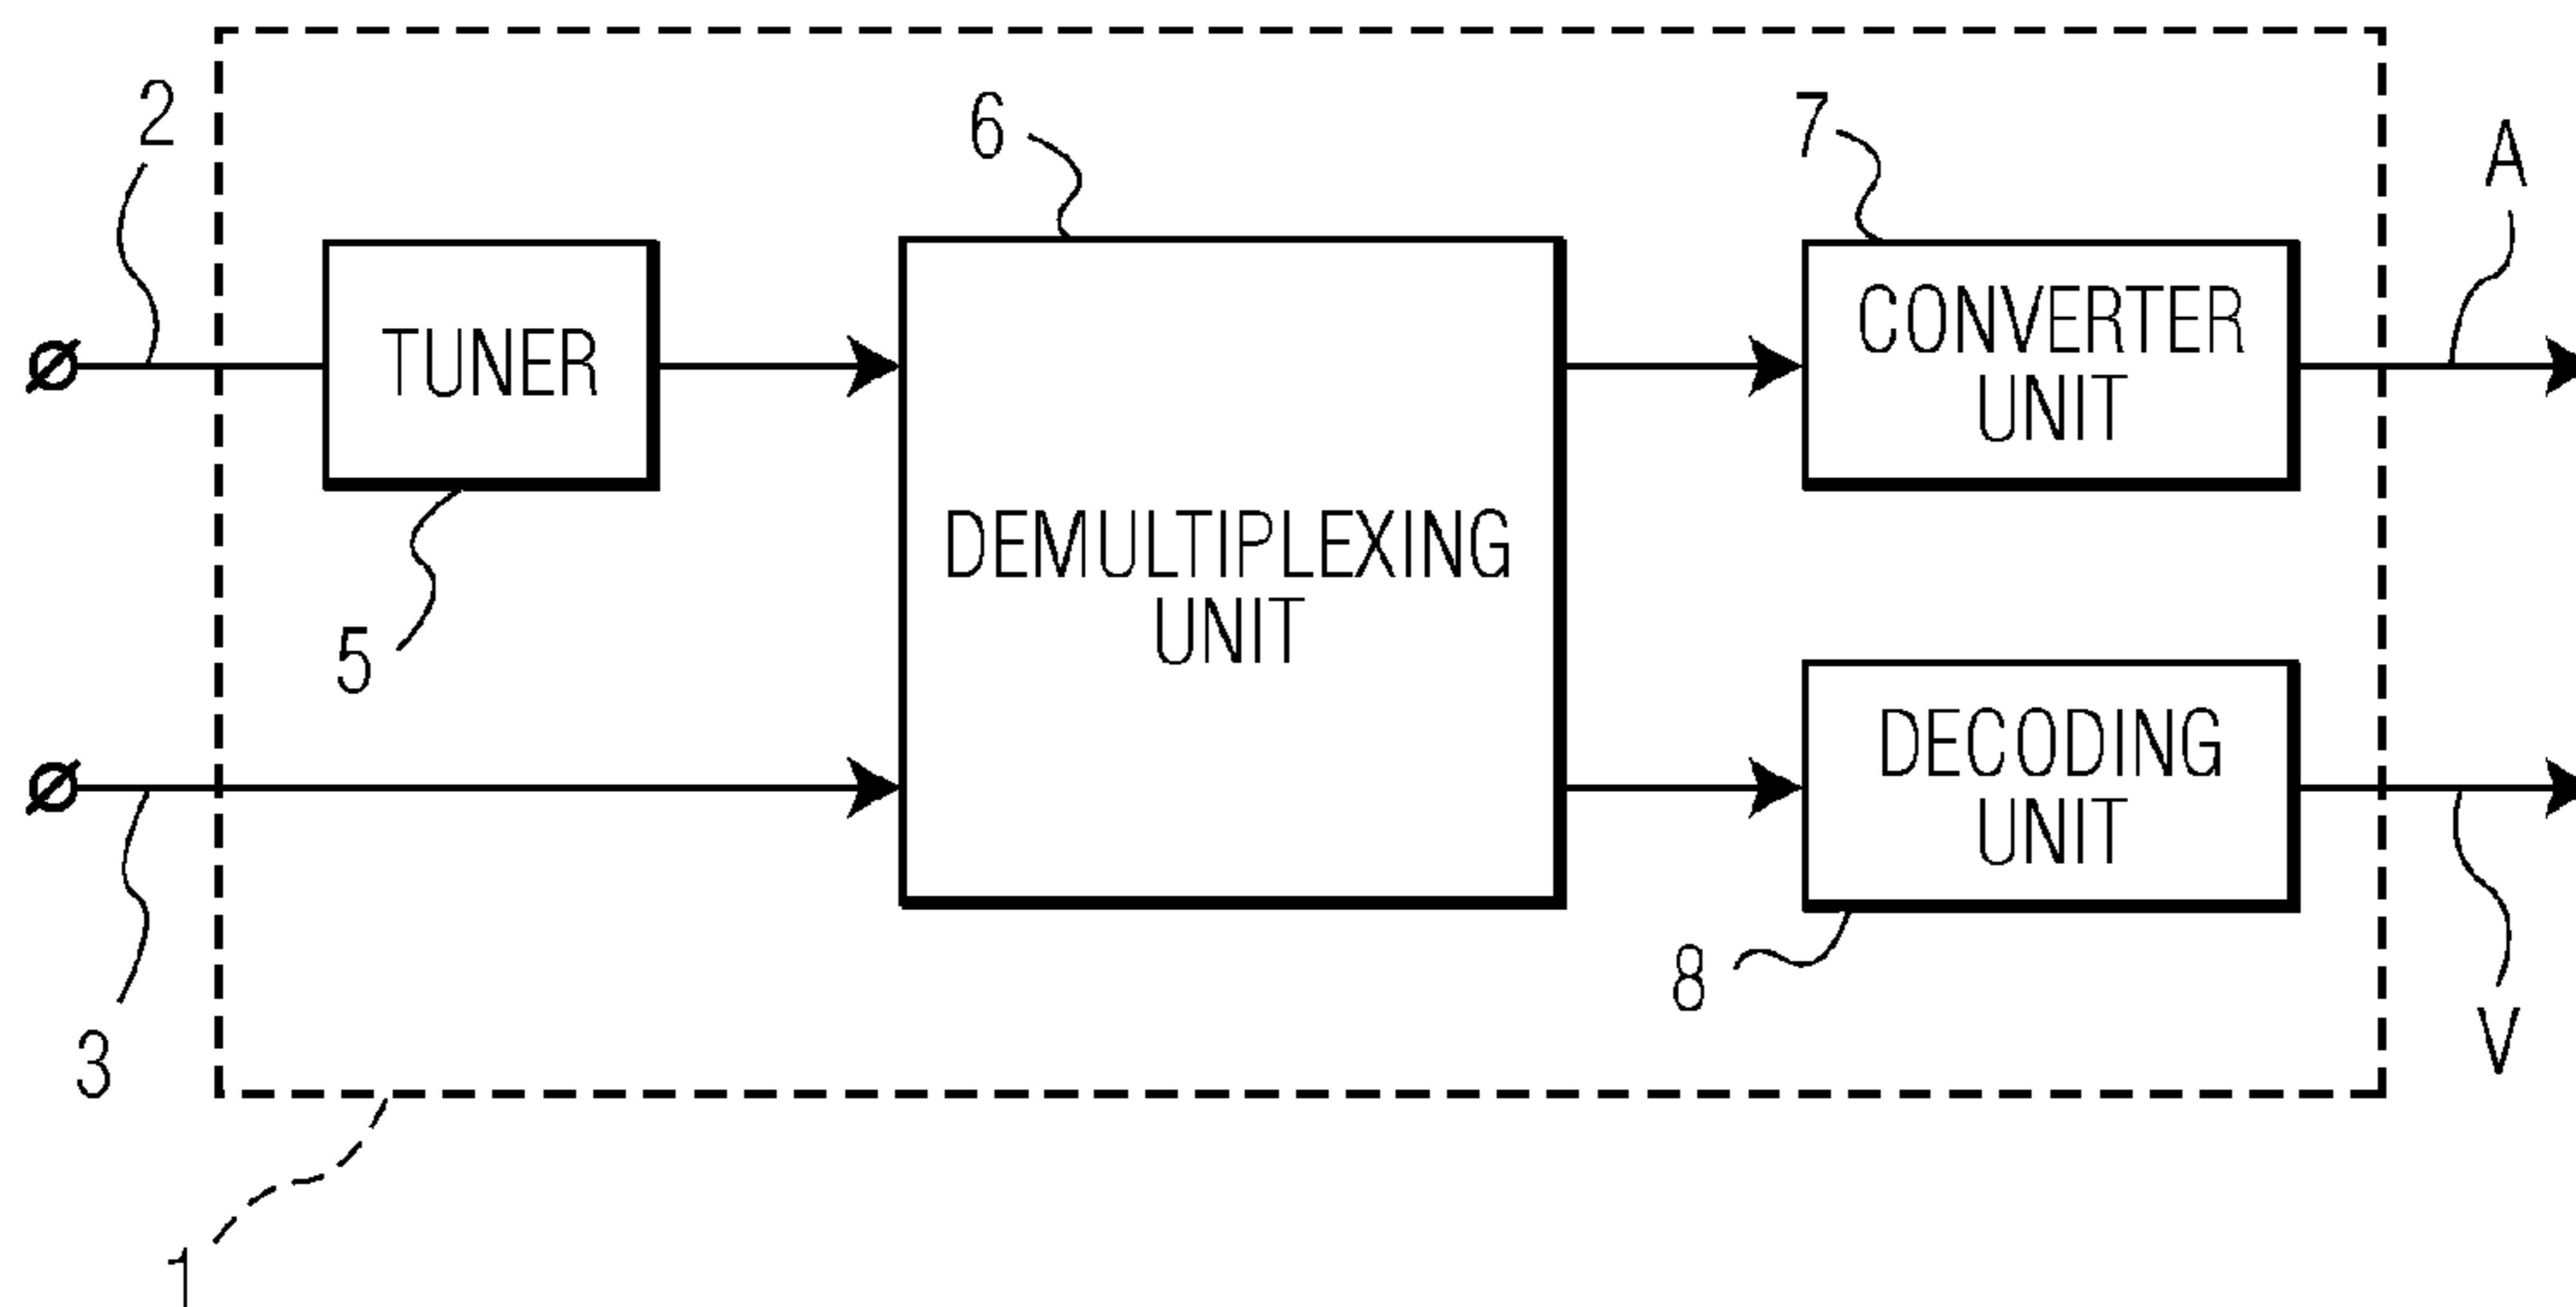 2
6
7
A
TUNER
CONVERTER
UNIT
DEMULTIPLEXING
UNIT
5
DECODING
UNIT
8
3
V
1